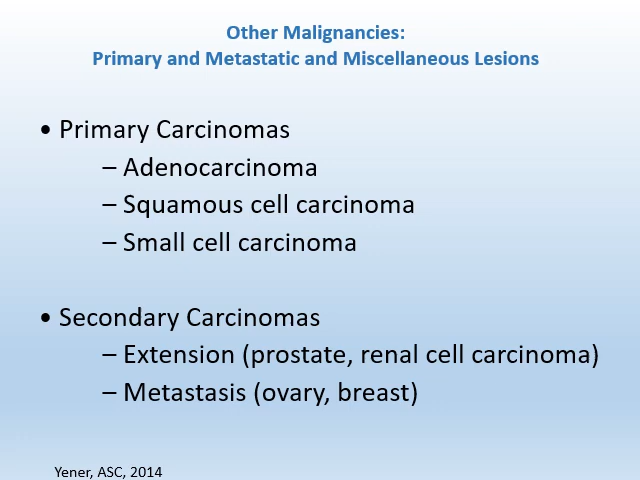 Other Malignancies:
Primary and Metastatic and Miscellaneous Lesions
• Primary Carcinomas
– Adenocarcinoma
– Squamous cell carcinoma
– Small cell carcinoma
• Secondary Carcinomas
– Extension (prostate, renal cell carcinoma)
– Metastasis (ovary, breast)
Yener, ASC, 2014